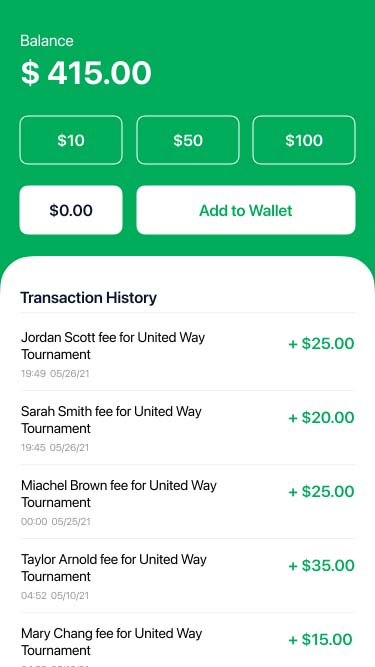 Balance
$ 415.00
$10
$50
$100
$0.00
Add to Wallet
Transaction History
Jordan Scott fee for United Way
Tournament
+ $25.00
19:49 05/26/21
Sarah Smith fee for United Way
Tournament
+ $20.00
19:45 05/26/21
Miachel Brown fee for United Way
Tournament
+ $25.00
00:00 05/25/21
Taylor Arnold fee for United Way
Tournament
+ $35.00
04:52 05/10/21
Mary Chang fee for United Way
Tournament
+ $15.00